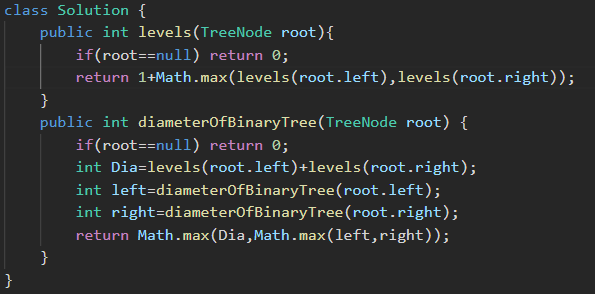 class Solution {
    public int levels(TreeNode root){
        if(root==null) return 0;
        return 1+Math.max(levels(root.left),levels(root.right));
    }
    public int diameterOfBinaryTree(TreeNode root) {
        if(root==null) return 0;
        int Dia=levels(root.left)+levels(root.right);
        int left=diameterOfBinaryTree(root.left);
        int right=diameterOfBinaryTree(root.right);
        return Math.max(Dia,Math.max(left,right));
    }
}